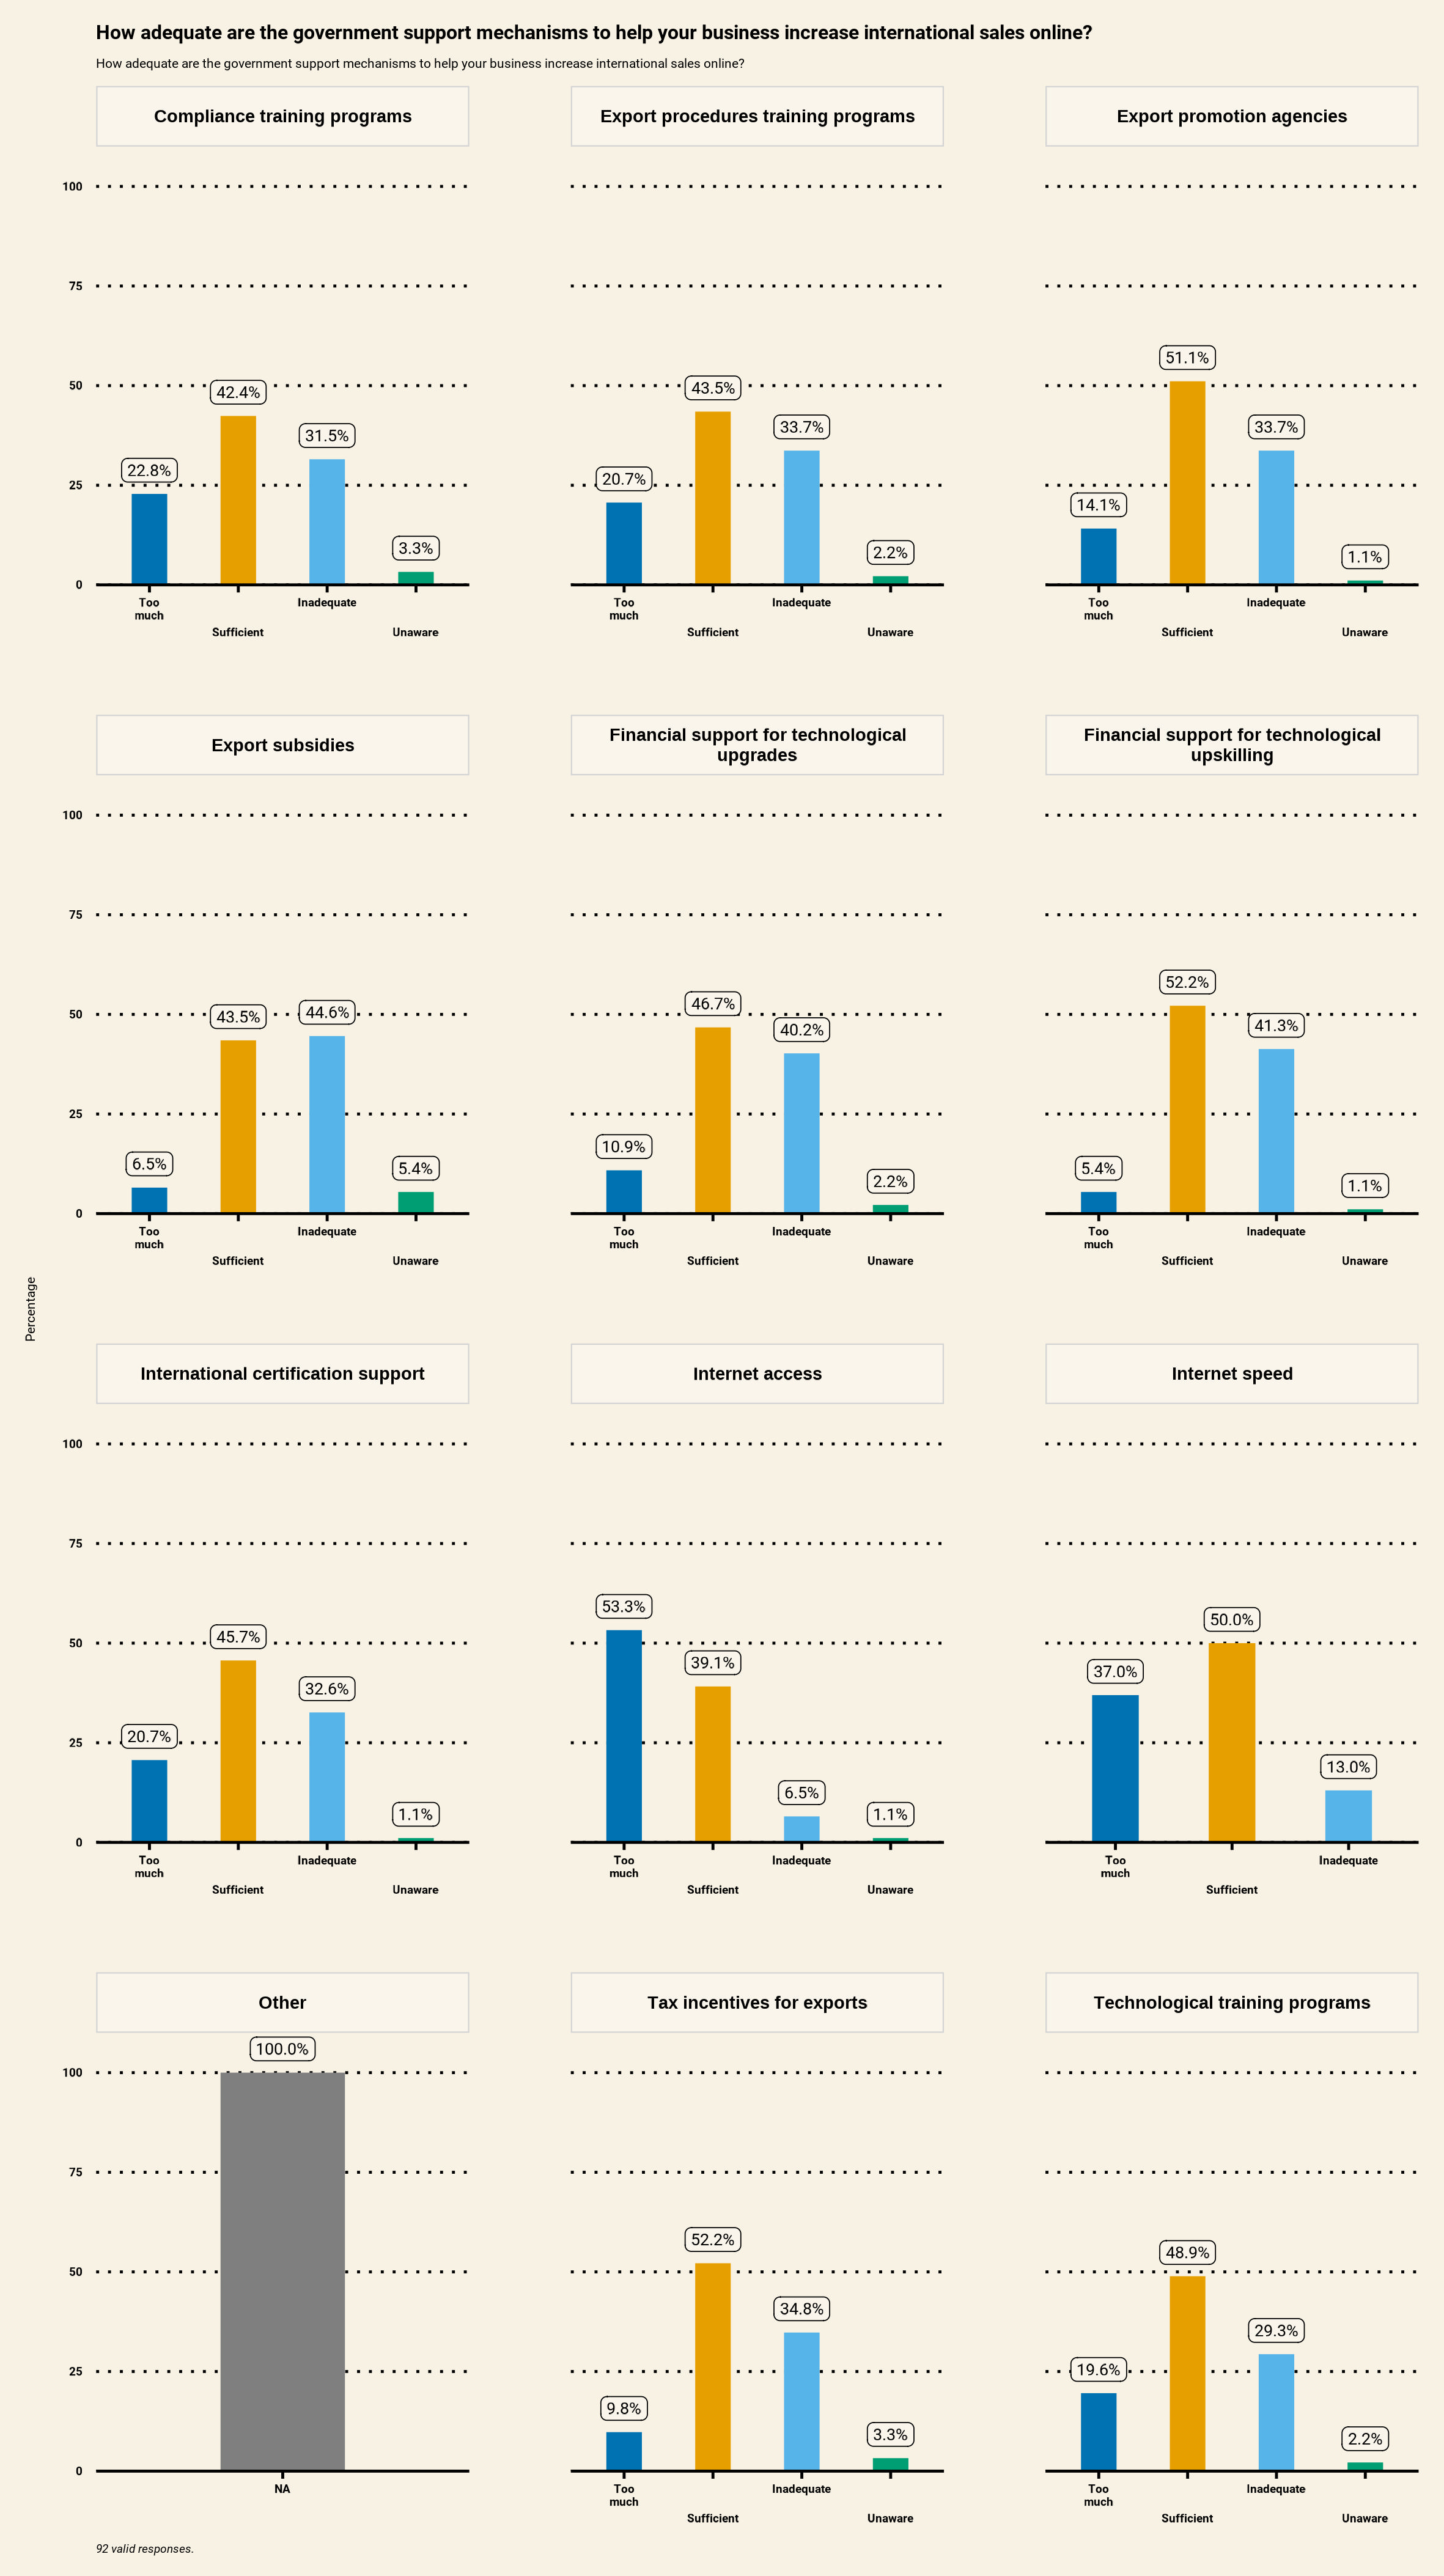 How adequate are the government support mechanisms to help your business increase international sales online?
How adequate are the government support mechanisms to help your business increase international sales online?
Compliance training programs
Export procedures training programs
Export promotion agencies
100
75
50
25
0
22.8%
42.4%
31.5%
3.3%
20.7%
43.5%
33.7%
2.2%
14.1%
51.1%
33.7%
1.1%
Too
much
Sufficient
Inadequate
Unaware
Too
much
Sufficient
Inadequate
Unaware
Too
much
Sufficient
Inadequate
Unaware
Export subsidies
Financial support for technological
upgrades
Financial support for technological
upskilling
100
75
50
25
0
6.5%
43.5%
44.6%
5.4%
10.9%
46.7%
40.2%
2.2%
5.4%
52.2%
41.3%
1.1%
Too
much
Sufficient
Inadequate
Unaware
Too
much
Sufficient
Inadequate
Unaware
Too
much
Sufficient
Inadequate
Unaware
Percentage
International certification support
Internet access
Internet speed
100
75
50
25
0
20.7%
45.7%
32.6%
1.1%
53.3%
39.1%
6.5%
1.1%
37.0%
50.0%
13.0%
Too
much
Sufficient
Inadequate
Unaware
Too
much
Sufficient
Inadequate
Unaware
Too
much
Sufficient
Inadequate
Other
Tax incentives for exports
Technological training programs
100
75
50
25
0
100.0%
9.8%
52.2%
34.8%
3.3%
19.6%
48.9%
29.3%
2.2%
NA
Too
much
Sufficient
Inadequate
Unaware
Too
much
Sufficient
Inadequate
Unaware
92 valid responses.